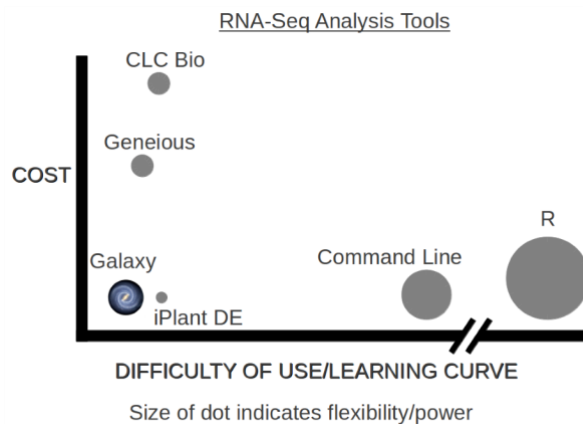 RNA-Seq Analysis Tools
CLC Bio
Geneious
COST
R
Command Line
Galaxy
iPlant DE
DIFFICULTY OF USE/LEARNING CURVE
Size of dot indicates flexibility/power